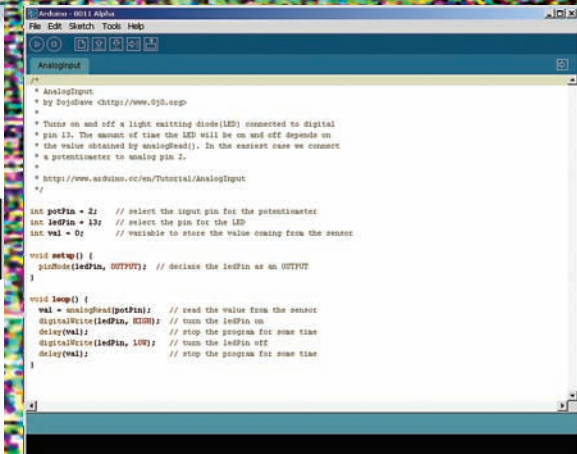 Arduino - 0011 Alpha
File Edit Sketch Tools Help
AnalogInput
/*
 * AnalogInput
 * by DojoDave <http://www.0j0.org>
 *
 * Turns on and off a light emitting diode(LED) connected to digital
 * pin 13. The amount of time the LED will be on and off depends on
 * the value obtained by analogRead(). In the easiest case we connect
 * a potentiometer to analog pin 2.
 *
 * http://www.arduino.cc/en/Tutorial/AnalogInput
 */
int potPin = 2;    // select the input pin for the potentiometer
int ledPin = 13;   // select the pin for the LED
int val = 0;       // variable to store the value coming from the sensor
void setup() {
  pinMode(ledPin, OUTPUT);  // declare the ledPin as an OUTPUT
}
void loop() {
  val = analogRead(potPin);    // read the value from the sensor
  digitalWrite(ledPin, HIGH);  // turn the ledPin on
  delay(val);                  // stop the program for some time
  digitalWrite(ledPin, LOW);   // turn the ledPin off
  delay(val);                  // stop the program for some time
}